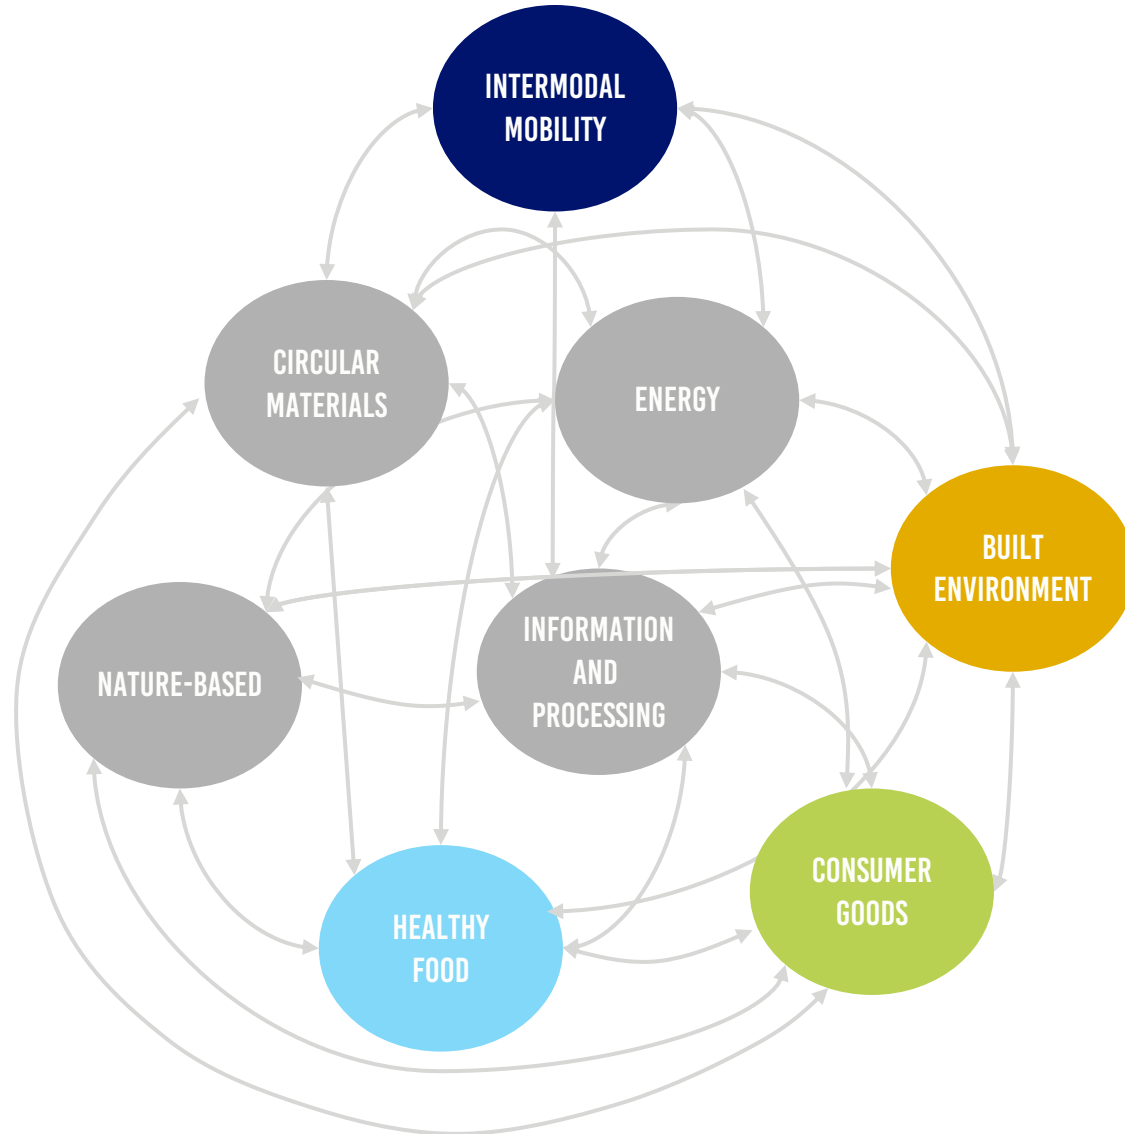 INTERMODAL
MOBILITY
CIRCULAR
MATERIALS
ENERGY
BUILT
ENVIRONMENT
INFORMATION
AND
PROCESSING
NATURE-BASED
CONSUMER
GOODS
HEALTHY
FOOD